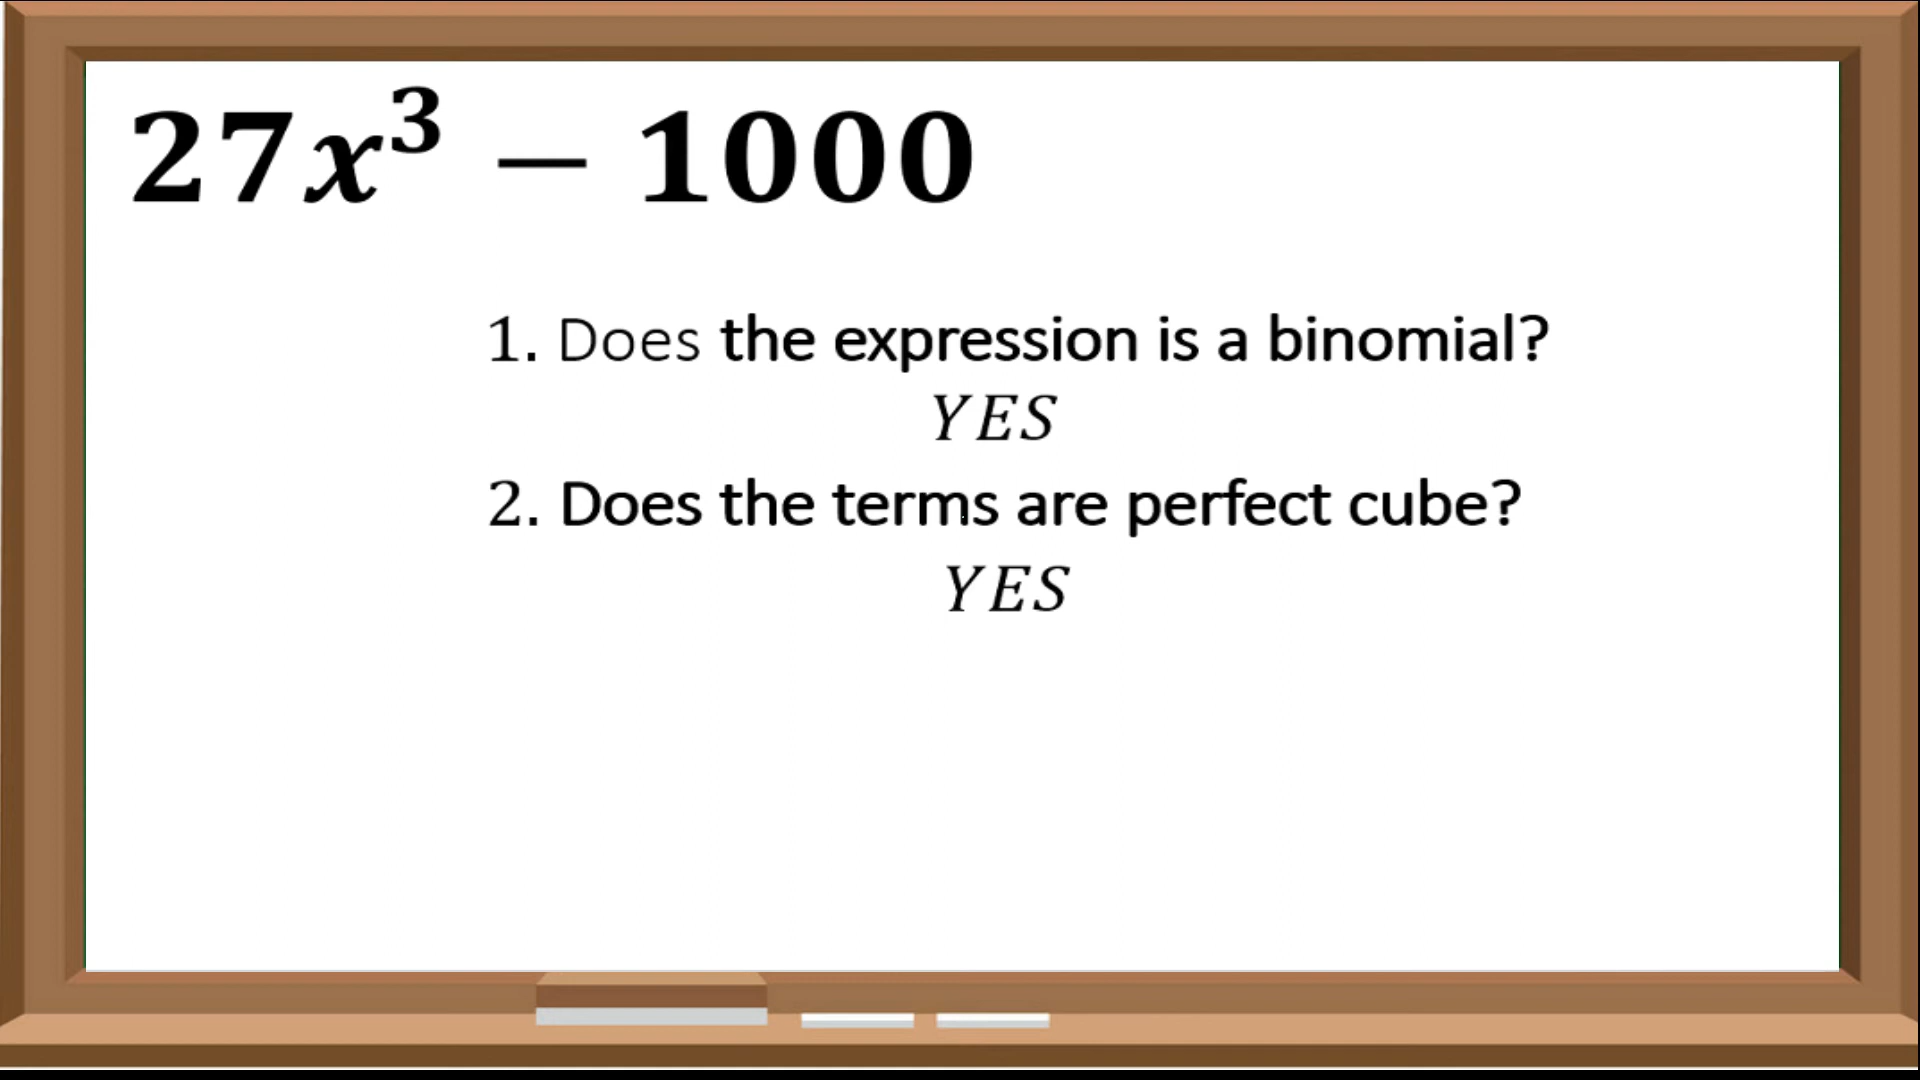 27x³ − 1000
1. Does the expression is a binomial?
YES
2. Does the terms are perfect cube?
YES